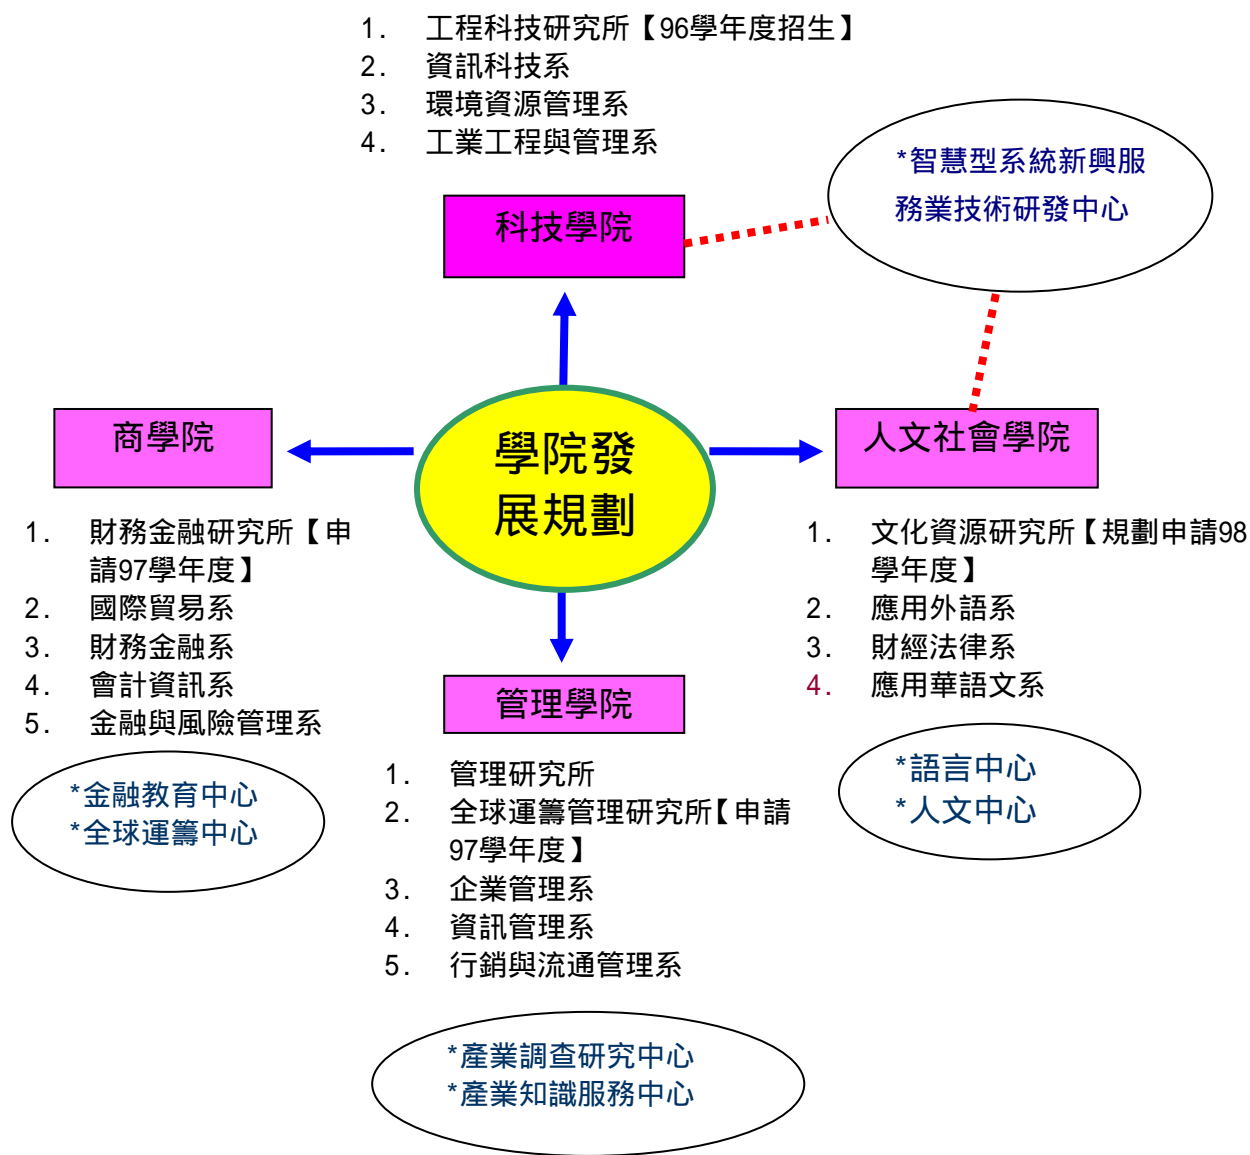 1. 工程科技研究所【96學年度招生】
2. 資訊科技系
3. 環境資源管理系
4. 工業工程與管理系
*智慧型系統新興服
務業技術研發中心
科技學院
商學院
學院發
展規劃
人文社會學院
1. 財務金融研究所【申
請97學年度】
2. 國際貿易系
3. 財務金融系
4. 會計資訊系
5. 金融與風險管理系
*金融教育中心
*全球運籌中心
管理學院
1. 管理研究所
2. 全球運籌管理研究所【申請
97學年度】
3. 企業管理系
4. 資訊管理系
5. 行銷與流通管理系
*產業調查研究中心
*產業知識服務中心
1. 文化資源研究所【規劃申請98
學年度】
2. 應用外語系
3. 財經法律系
4. 應用華語文系
*語言中心
*人文中心